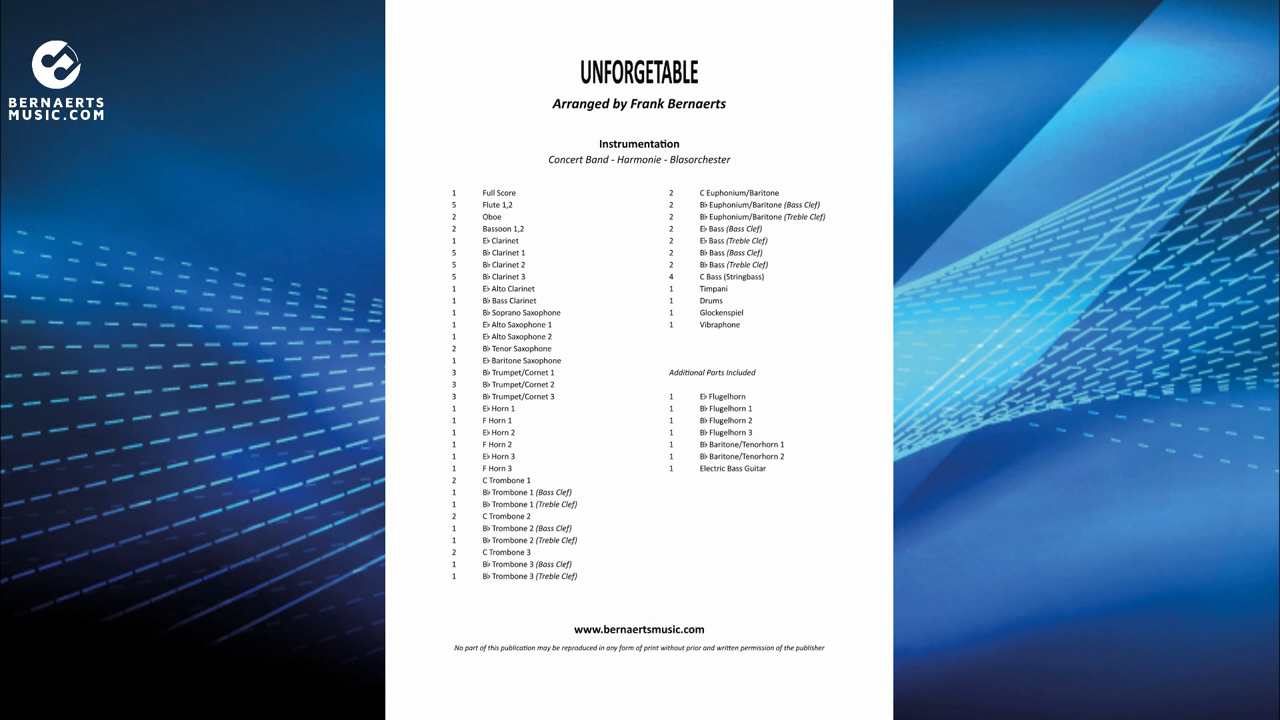 BERNAERTS
MUSIC.COM
UNFORGETABLE
Arranged by Frank Bernaerts
Instrumentation
Concert Band - Harmonie - Blasorchester
1 Full Score
5 Flute 1,2
2 Oboe
2 Bassoon 1,2
1 E♭ Clarinet
5 B♭ Clarinet 1
5 B♭ Clarinet 2
5 B♭ Clarinet 3
1 E♭ Alto Clarinet
1 B♭ Bass Clarinet
1 B♭ Soprano Saxophone
1 E♭ Alto Saxophone 1
1 E♭ Alto Saxophone 2
2 B♭ Tenor Saxophone
1 E♭ Baritone Saxophone
3 B♭ Trumpet/Cornet 1
3 B♭ Trumpet/Cornet 2
3 B♭ Trumpet/Cornet 3
1 E♭ Horn 1
1 F Horn 1
1 E♭ Horn 2
1 F Horn 2
1 E♭ Horn 3
1 F Horn 3
2 C Trombone 1
1 B♭ Trombone 1 (Bass Clef)
1 B♭ Trombone 1 (Treble Clef)
2 C Trombone 2
1 B♭ Trombone 2 (Bass Clef)
1 B♭ Trombone 2 (Treble Clef)
2 C Trombone 3
1 B♭ Trombone 3 (Bass Clef)
1 B♭ Trombone 3 (Treble Clef)
2 C Euphonium/Baritone
2 B♭ Euphonium/Baritone (Bass Clef)
2 B♭ Euphonium/Baritone (Treble Clef)
2 E♭ Bass (Bass Clef)
2 E♭ Bass (Treble Clef)
2 B♭ Bass (Bass Clef)
2 B♭ Bass (Treble Clef)
4 C Bass (Stringbass)
1 Timpani
1 Drums
1 Glockenspiel
1 Vibraphone
Additional Parts Included
1 E♭ Flugelhorn
1 B♭ Flugelhorn 1
1 B♭ Flugelhorn 2
1 B♭ Flugelhorn 3
1 B♭ Baritone/Tenorhorn 1
1 B♭ Baritone/Tenorhorn 2
1 Electric Bass Guitar
www.bernaertsmusic.com
No part of this publication may be reproduced in any form of print without prior and written permission of the publisher